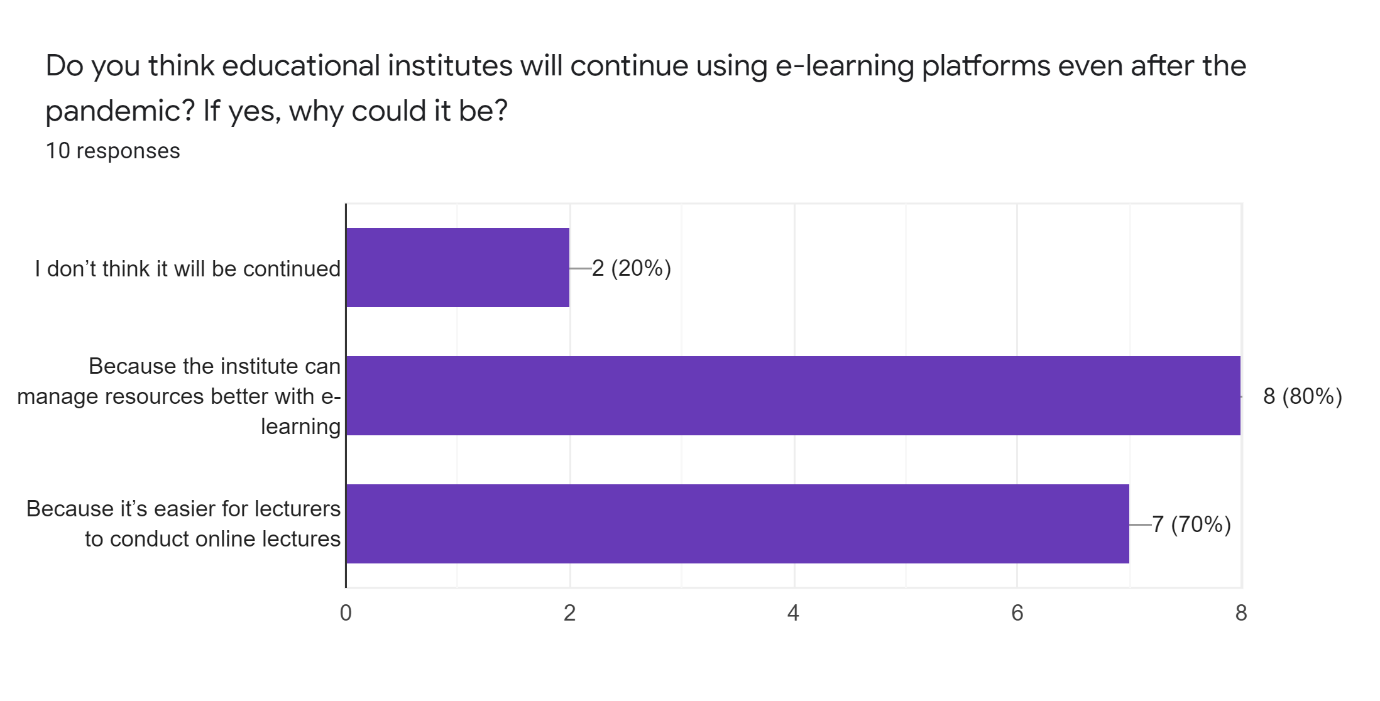 Do you think educational institutes will continue using e-learning platforms even after the
pandemic? If yes, why could it be?
10 responses
I don’t think it will be continued
2 (20%)
Because the institute can
manage resources better with e-
learning
8 (80%)
Because it’s easier for lecturers
to conduct online lectures
7 (70%)
0 2 4 6 8